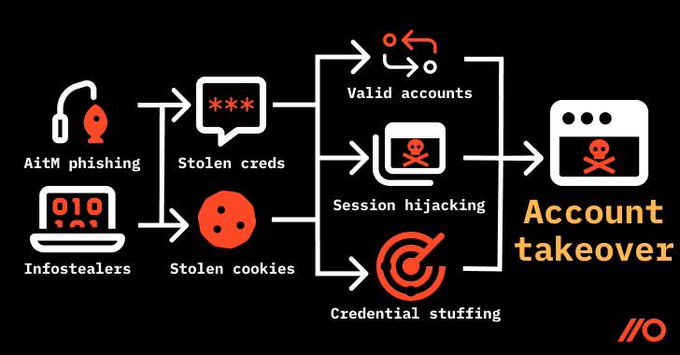 AitM phishing
Infostealers
010
101
***
Stolen creds
Stolen cookies
Valid accounts
Session hijacking
Credential stuffing
Account
takeover